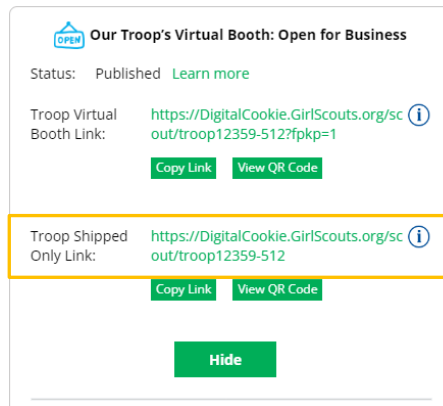 OPEN
Our Troop's Virtual Booth: Open for Business
Status: Published Learn more
Troop Virtual Booth Link:
https://DigitalCookie.GirlScouts.org/sc
out/troop12359-512?fpkp=1
i
Copy Link View QR Code
Troop Shipped Only Link:
https://DigitalCookie.GirlScouts.org/sc
out/troop12359-512
i
Copy Link View QR Code
Hide